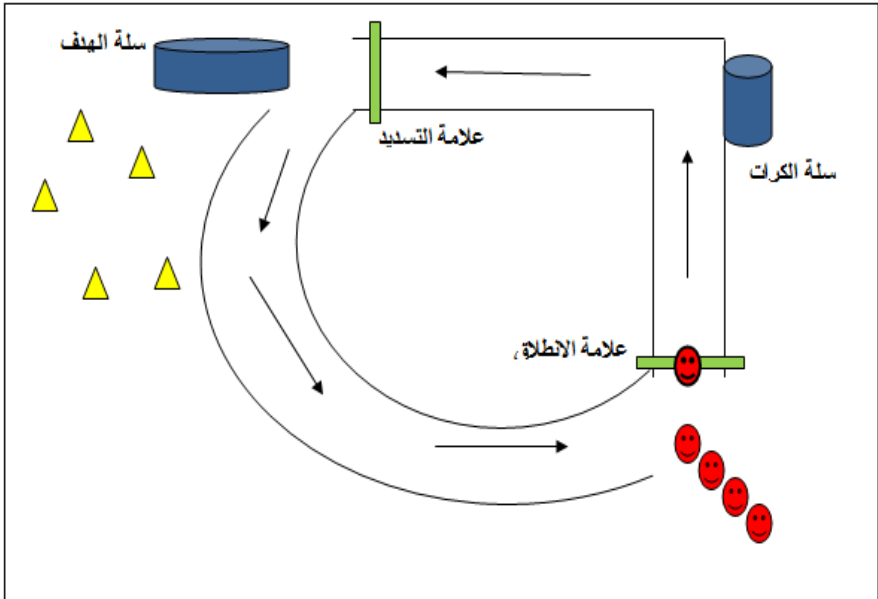 سلة الهدف
علامة التسديد
سلة الكرات
علامة الانطلاق